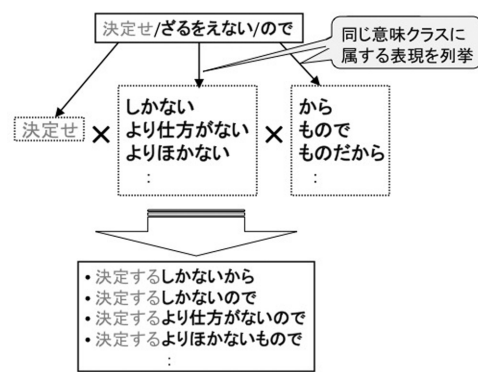 決定せ/ざるをえない/ので
同じ意味クラスに
属する表現を列挙
決定せ
×
しかない
より仕方がない
よりほかない
:
×
から
もので
ものだから
:
• 決定するしかないから
• 決定するしかないので
• 決定するより仕方がないので
• 決定するよりほかないもので
: